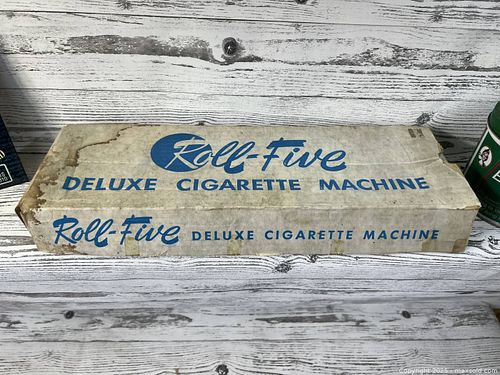 Roll-Five
DELUXE CIGARETTE MACHINE
Roll-Five DELUXE CIGARETTE MACHINE
Copyright 2025 - maxsold.com